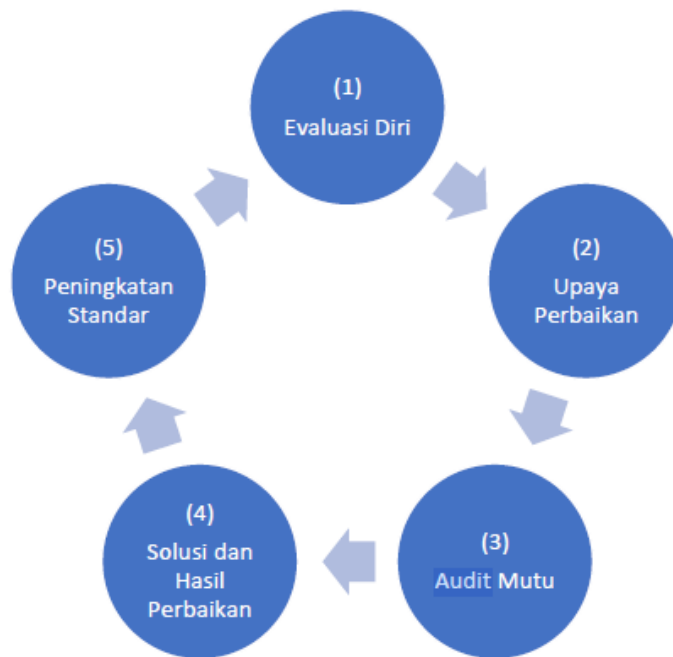 (1)
Evaluasi Diri
(2)
Upaya
Perbaikan
(3)
Audit Mutu
(4)
Solusi dan
Hasil
Perbaikan
(5)
Peningkatan
Standar